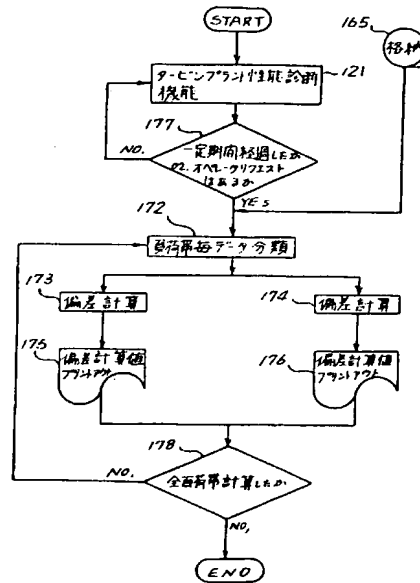 START
165
格納
タービンプラント性能診断
機能
121
177
一定期間経過したか
or. オペレータリクエスト
はあるか
NO.
YES
172
負荷帯毎データ分類
173
偏差計算
174
偏差計算
175
偏差計算値
プリントアウト
176
偏差計算値
プリントアウト
178
全負荷帯計算したか
NO.
NO,
END